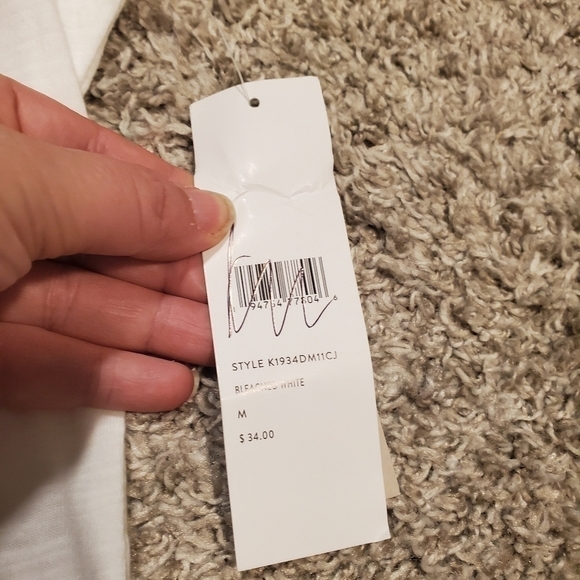 STYLE K1934DM11CJ
BLEACHED WHITE
M
$ 34.00